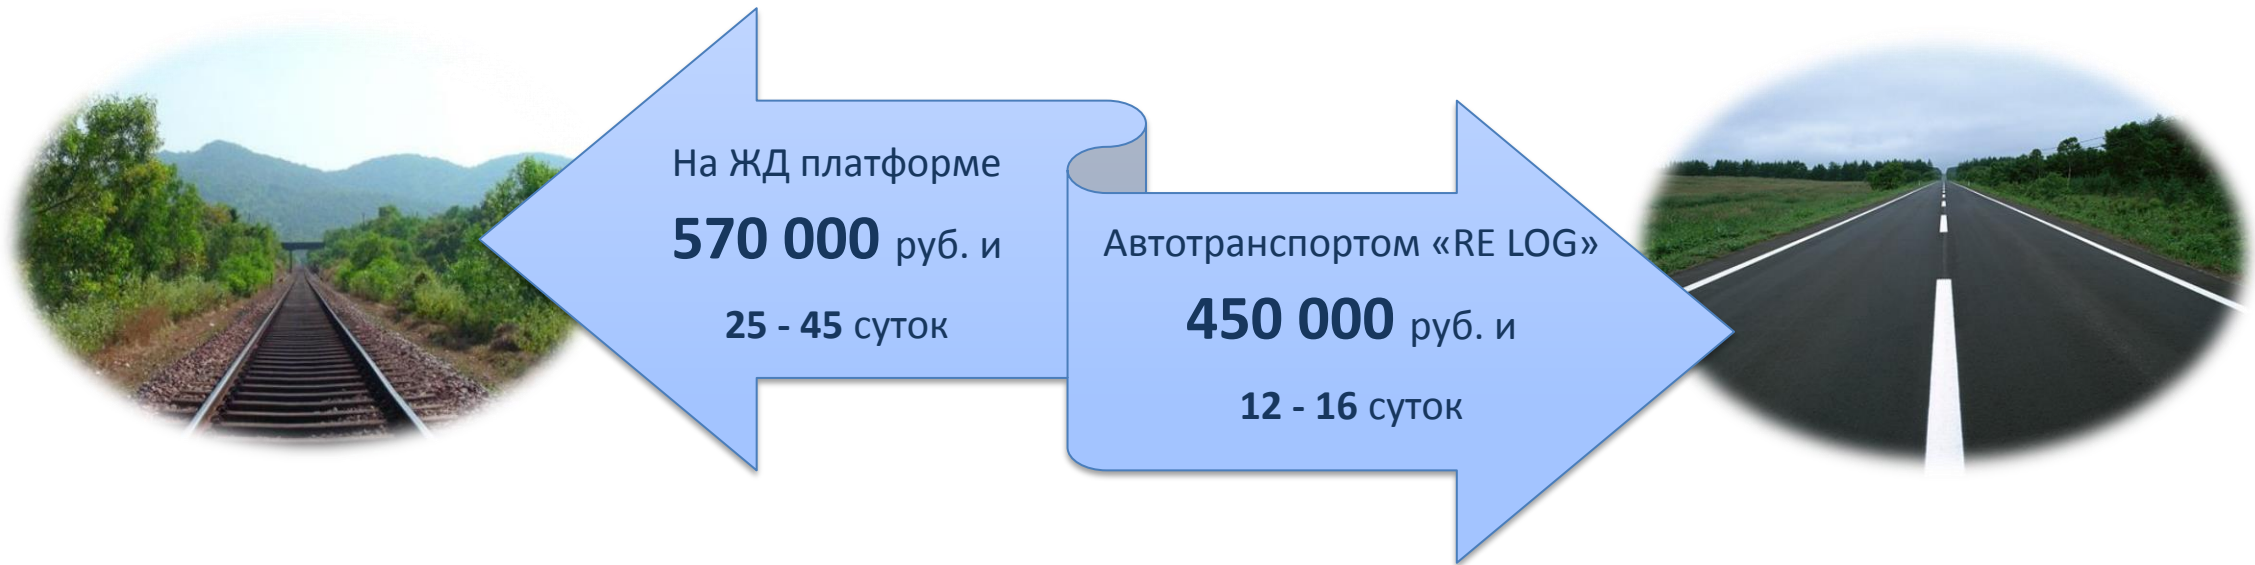 На ЖД платформе
570 000 руб. и
25 - 45 суток
Автотранспортом «RE LOG»
450 000 руб. и
12 - 16 суток